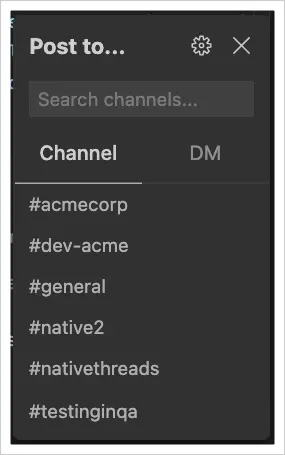 Post to...
Search channels...
Channel DM
#acmecorp
#dev-acme
#general
#native2
#nativethreads
#testinginqa